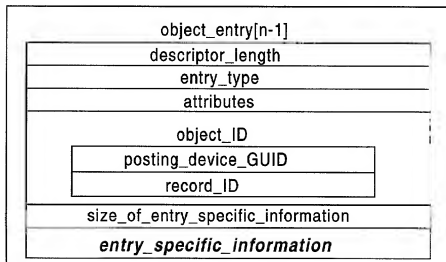 object_entry[n-1]
descriptor_length
entry_type
attributes
object_ID
posting_device_GUID
record_ID
size_of_entry_specific_information
entry_specific_information